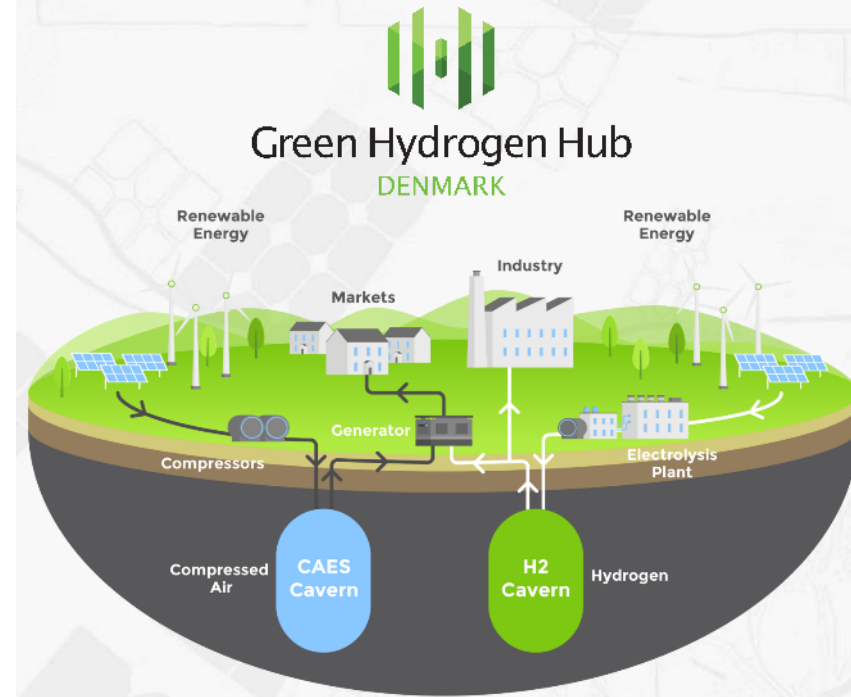 Green Hydrogen Hub
DENMARK
Renewable
Energy
Renewable
Energy
Industry
Markets
Generator
Compressors
Electrolysis
Plant
Compressed
Air
CAES
Cavern
H2
Cavern
Hydrogen